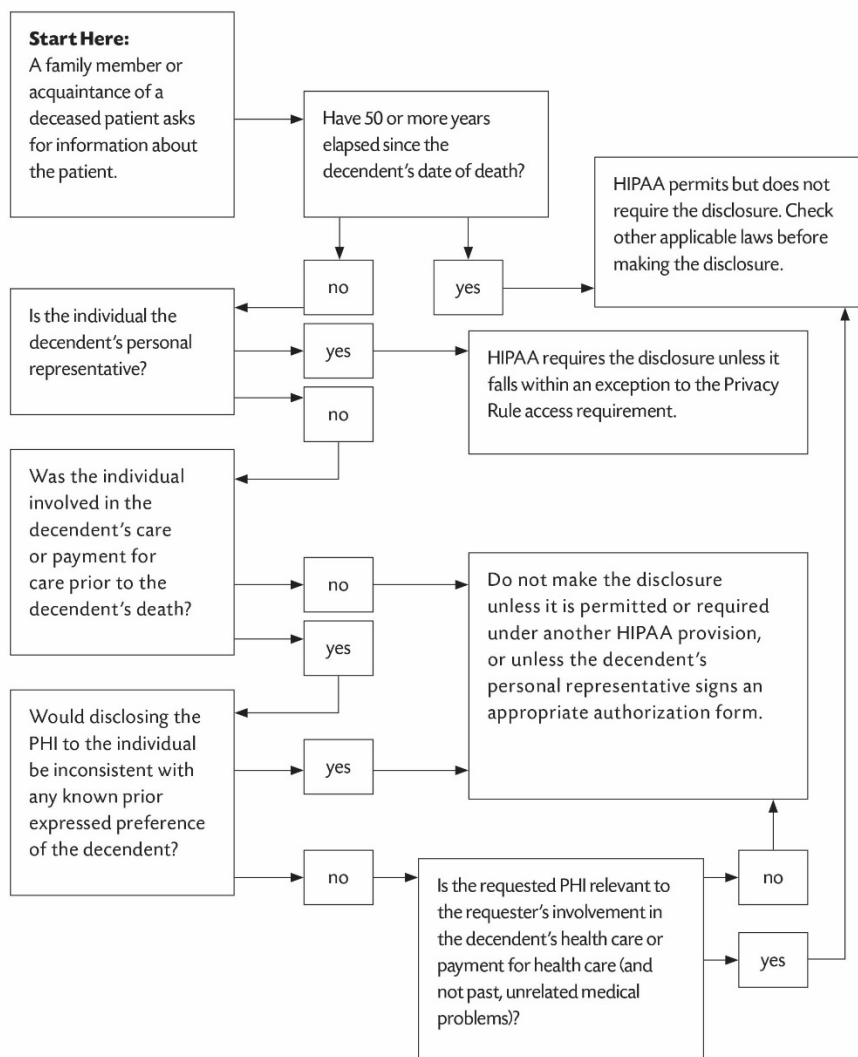 Start Here:
A family member or
acquaintance of a
deceased patient asks
for information about
the patient.
Have 50 or more years
elapsed since the
decendent’s date of death?
HIPAA permits but does not
require the disclosure. Check
other applicable laws before
making the disclosure.
no
yes
Is the individual the
decendent’s personal
representative?
yes
HIPAA requires the disclosure unless it
falls within an exception to the Privacy
Rule access requirement.
no
Was the individual
involved in the
decendent’s care
or payment for
care prior to the
decendent’s death?
no
Do not make the disclosure
unless it is permitted or required
under another HIPAA provision,
or unless the decendent’s
personal representative signs an
appropriate authorization form.
yes
Would disclosing the
PHI to the individual
be inconsistent with
any known prior
expressed preference
of the decendent?
yes
no
Is the requested PHI relevant to
the requester’s involvement in
the decendent’s health care or
payment for health care (and
not past, unrelated medical
problems)?
no
yes